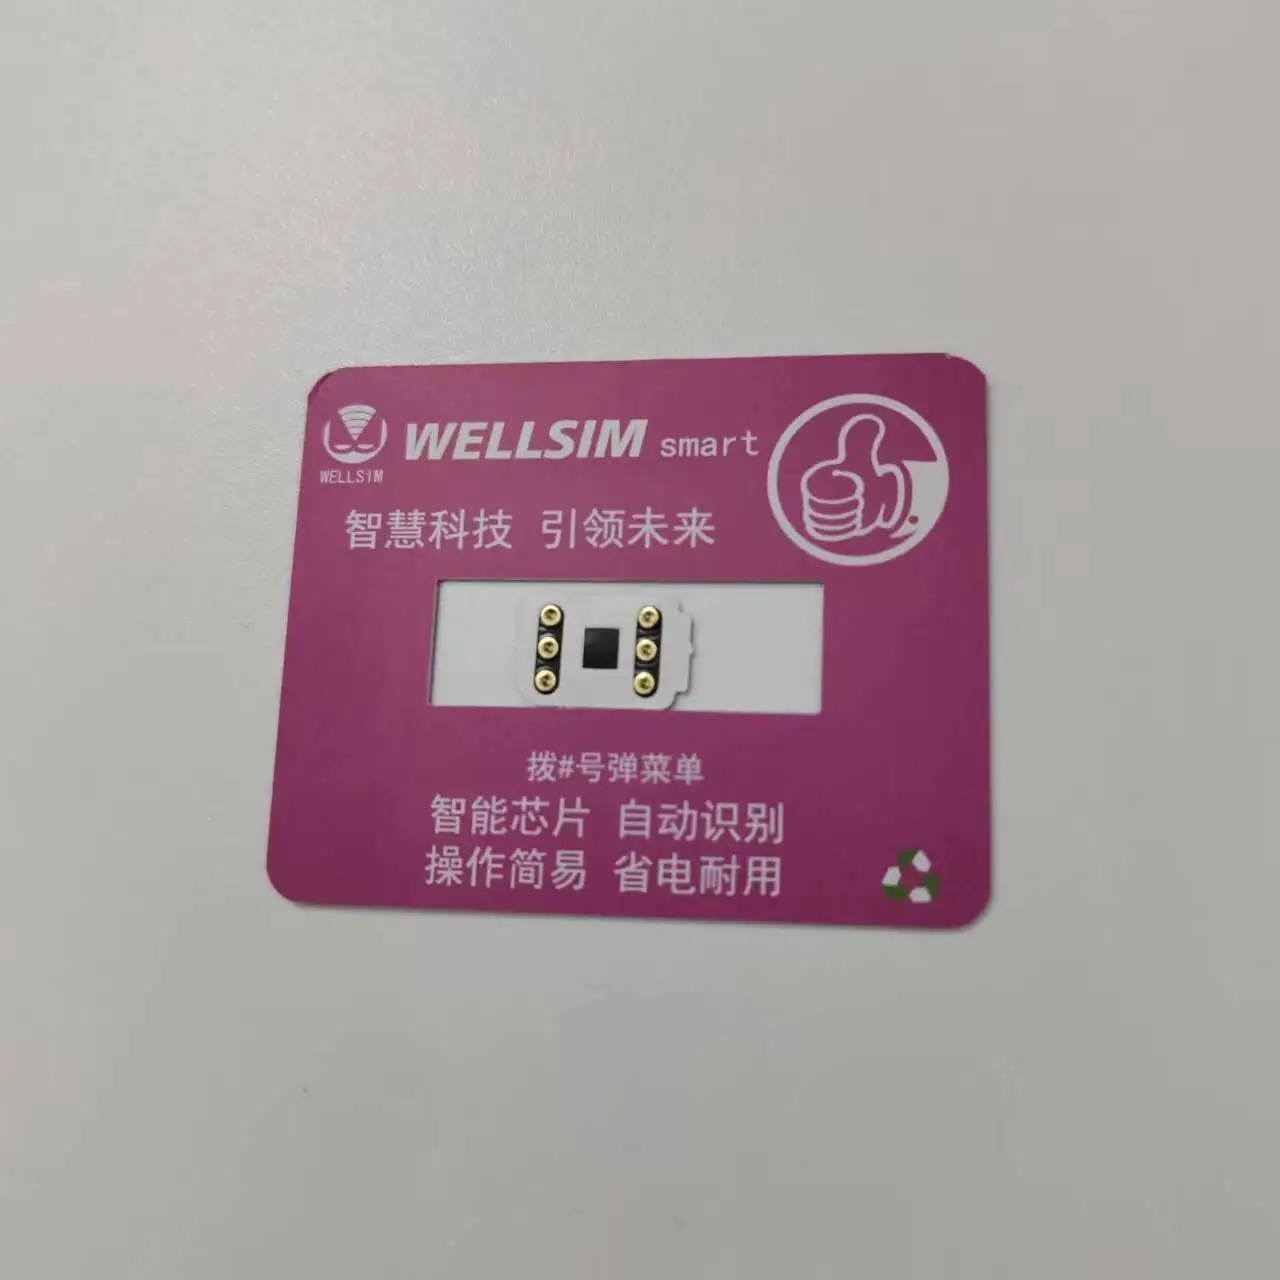 WELLSIM smart
WELLSIM
智慧科技 引领未来
拨#号弹菜单
智能芯片 自动识别
操作简易 省电耐用